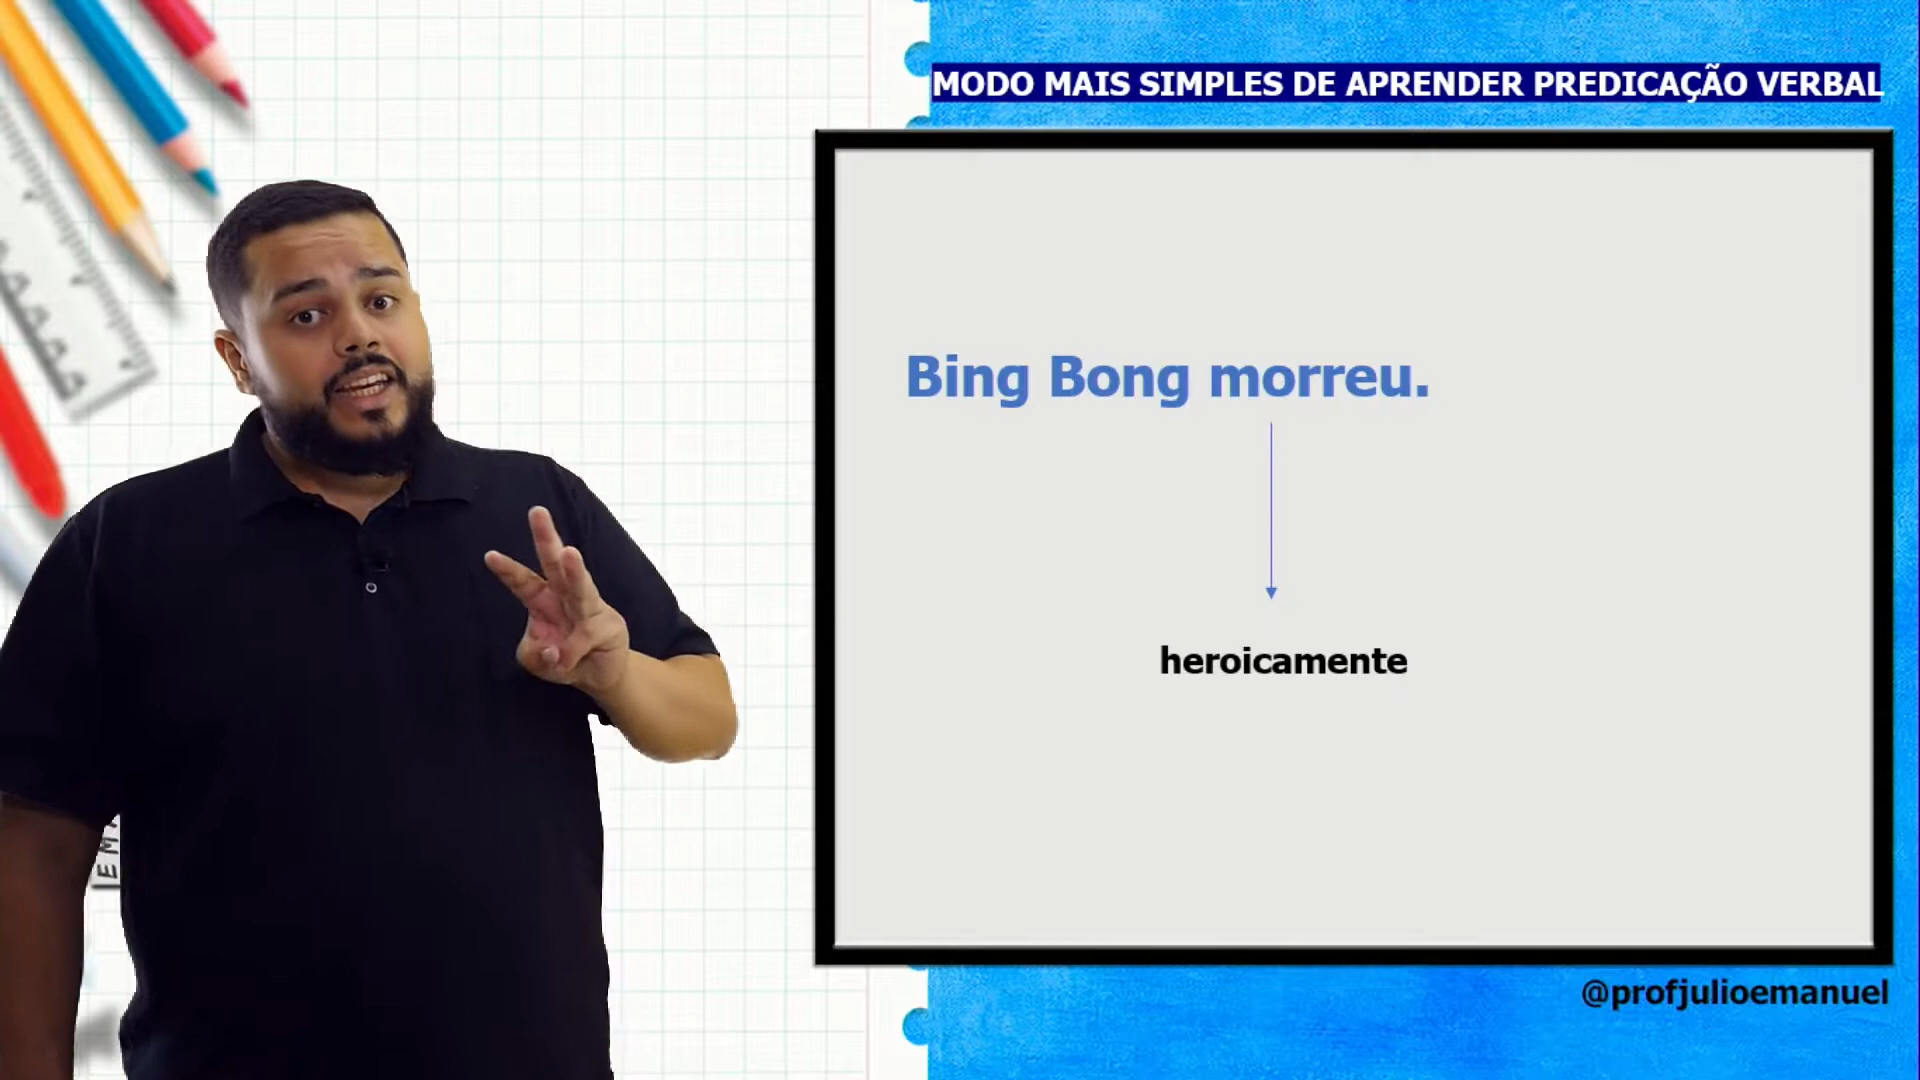 MODO MAIS SIMPLES DE APRENDER PREDICAÇÃO VERBAL
Bing Bong morreu.
heroicamente
@profjulioemanuel